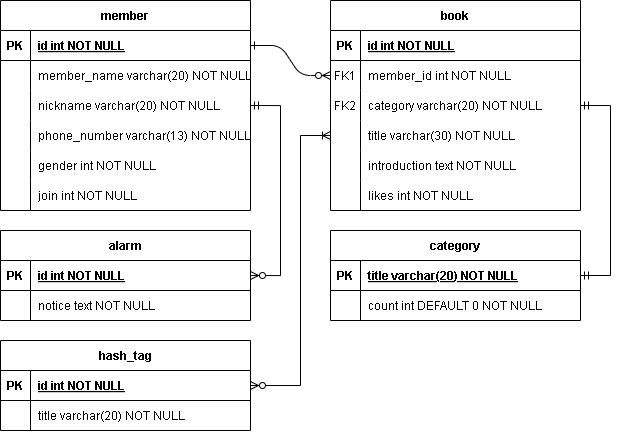 member
PK id int NOT NULL
member_name varchar(20) NOT NULL
nickname varchar(20) NOT NULL
phone_number varchar(13) NOT NULL
gender int NOT NULL
join int NOT NULL
book
PK id int NOT NULL
FK1 member_id int NOT NULL
FK2 category varchar(20) NOT NULL
title varchar(30) NOT NULL
introduction text NOT NULL
likes int NOT NULL
alarm
PK id int NOT NULL
notice text NOT NULL
category
PK title varchar(20) NOT NULL
count int DEFAULT 0 NOT NULL
hash_tag
PK id int NOT NULL
title varchar(20) NOT NULL